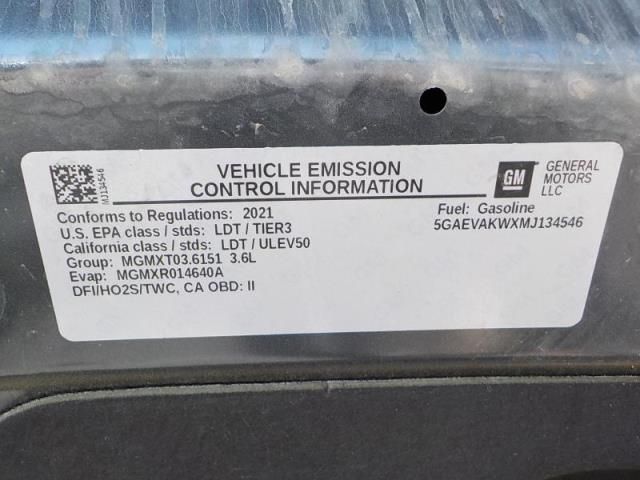 MJ134546
VEHICLE EMISSION
CONTROL INFORMATION
GM
GENERAL
MOTORS
LLC
Conforms to Regulations: 2021
U.S. EPA class / stds: LDT / TIER3
California class / stds: LDT / ULEV50
Group: MGMXT03.6151 3.6L
Evap: MGMXR014640A
DFI/HO2S/TWC, CA OBD: II
Fuel: Gasoline
5GAEVAKWXMJ134546